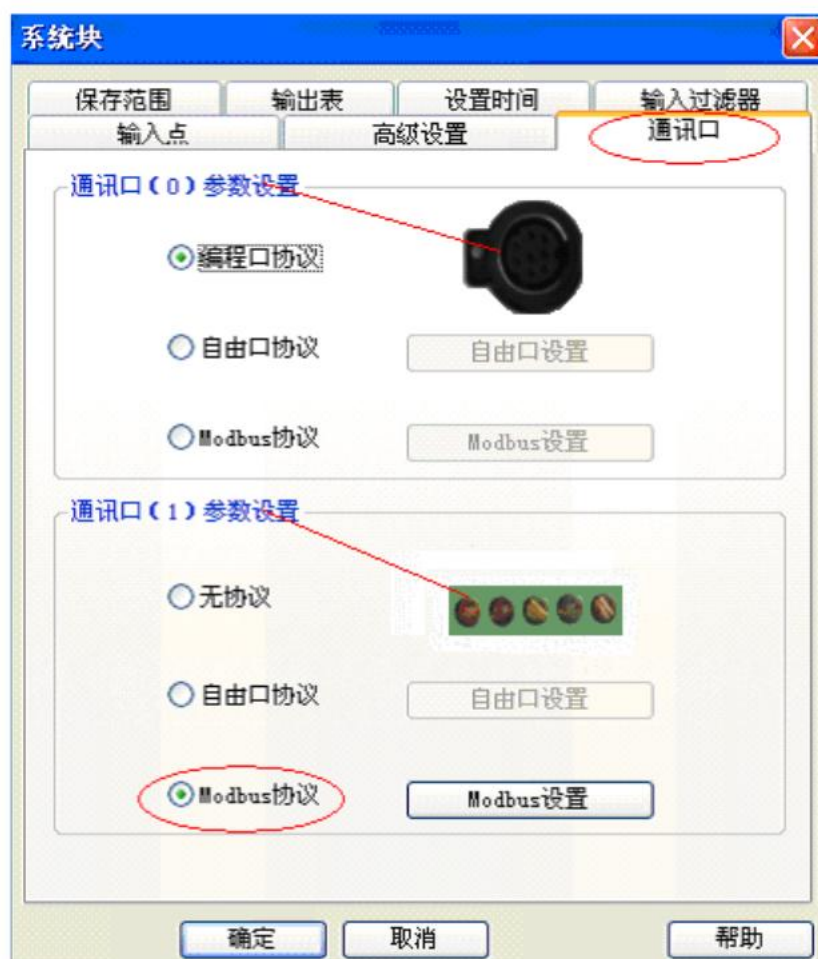 系统块
保存范围 输出表 设置时间 输入过滤器
输入点 高级设置 通讯口
通讯口(0)参数设置
编程口协议
自由口协议 自由口设置
Modbus协议 Modbus设置
通讯口(1)参数设置
无协议
自由口协议 自由口设置
Modbus协议 Modbus设置
确定 取消 帮助